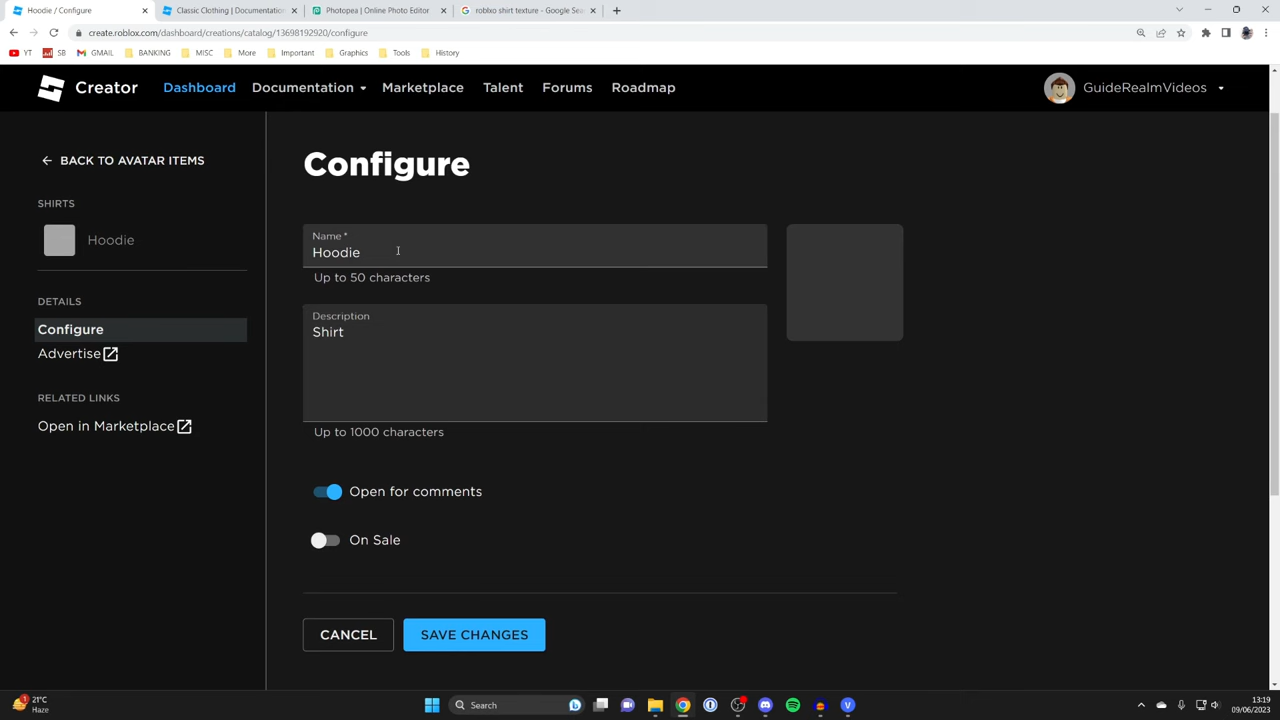 Hoodie / Configure
Classic Clothing | Documentation
Photopea | Online Photo Editor
roblxo shirt texture - Google Sea
create.roblox.com/dashboard/creations/catalog/13698192920/configure
YT SB GMAIL BANKING MISC More Important Graphics Tools History
Creator Dashboard Documentation Marketplace Talent Forums Roadmap GuideRealmVideos
BACK TO AVATAR ITEMS
SHIRTS
Hoodie
DETAILS
Configure
Advertise
RELATED LINKS
Open in Marketplace
Configure
Name *
Hoodie
Up to 50 characters
Description
Shirt
Up to 1000 characters
Open for comments
On Sale
CANCEL SAVE CHANGES
1
21°C
Haze
Search
V
13:19
09/06/2023